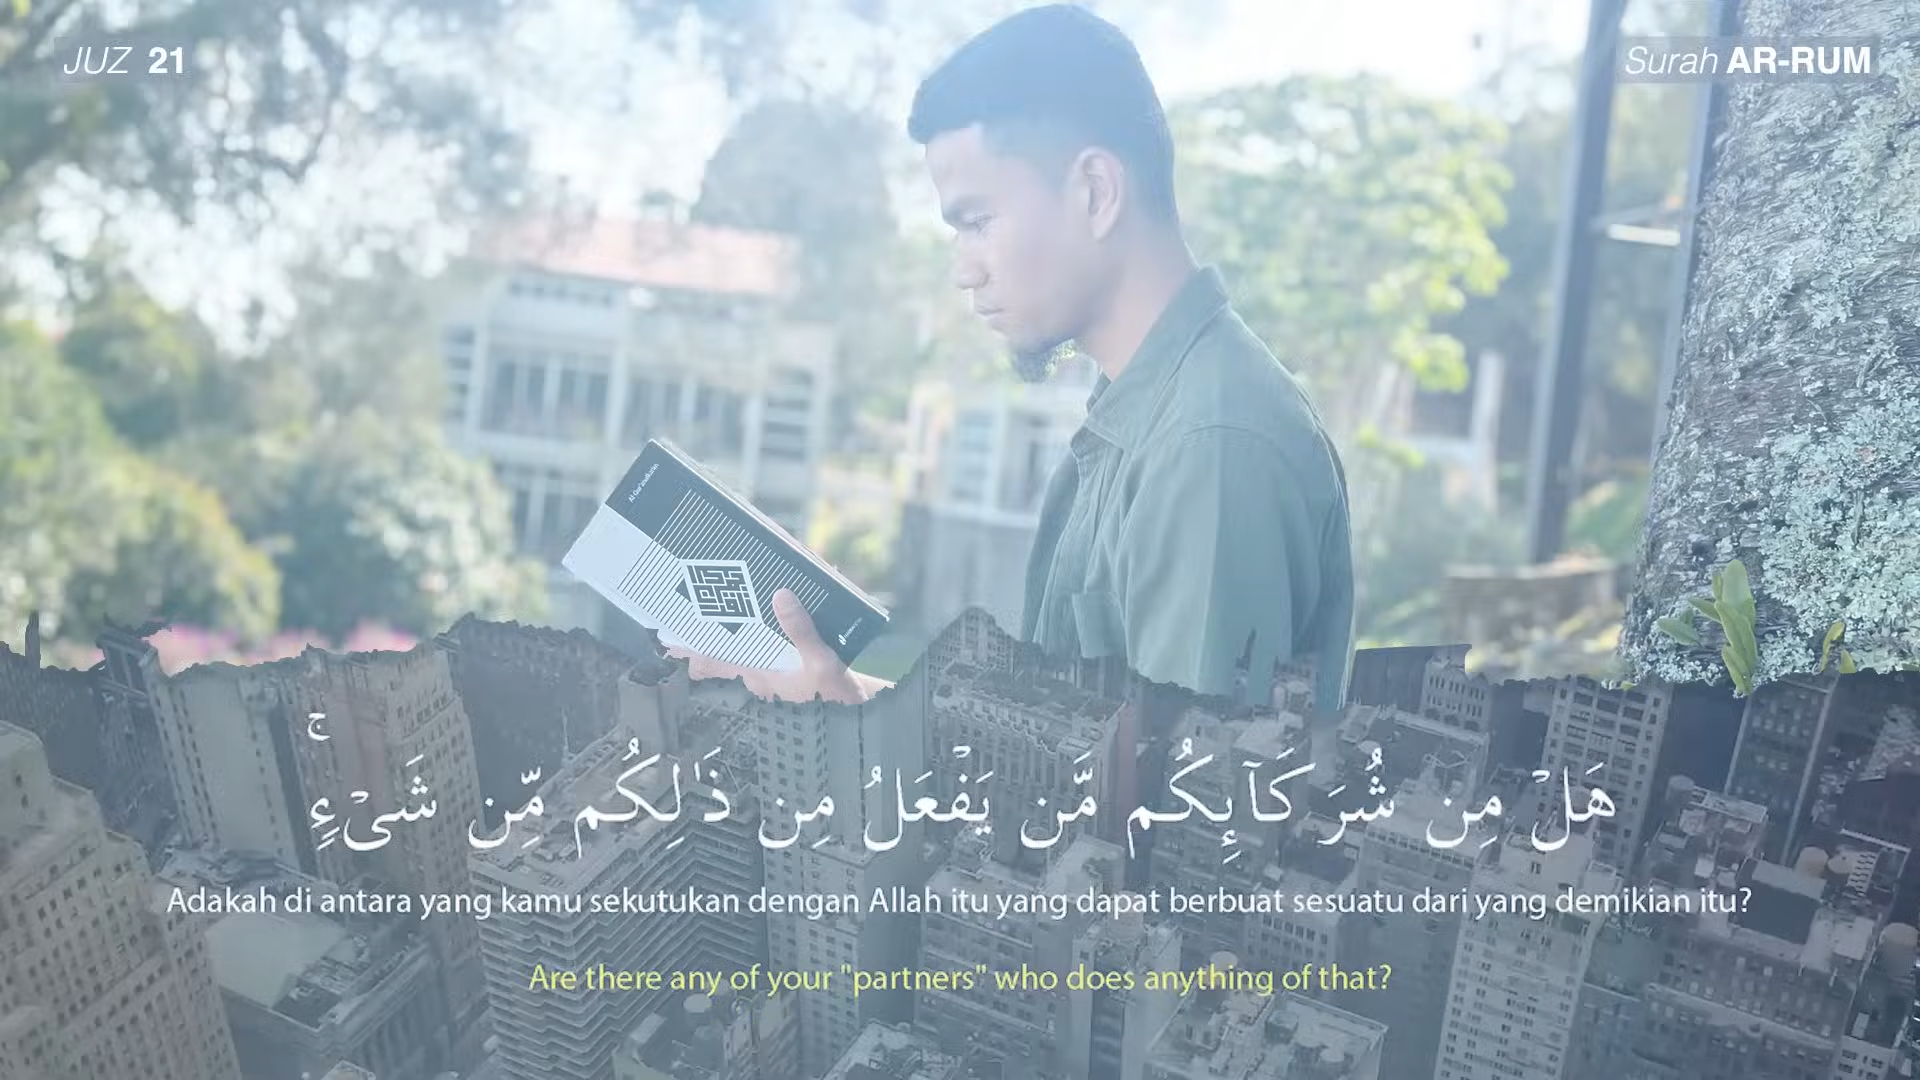 JUZ 21
Surah AR-RUM
هَلْ مِن شُرَكَآئِكُم مَّن يَفْعَلُ مِن ذَٰلِكُم مِّن شَىْءٍ ۚ
Adakah di antara yang kamu sekutukan dengan Allah itu yang dapat berbuat sesuatu dari yang demikian itu?
Are there any of your "partners" who does anything of that?